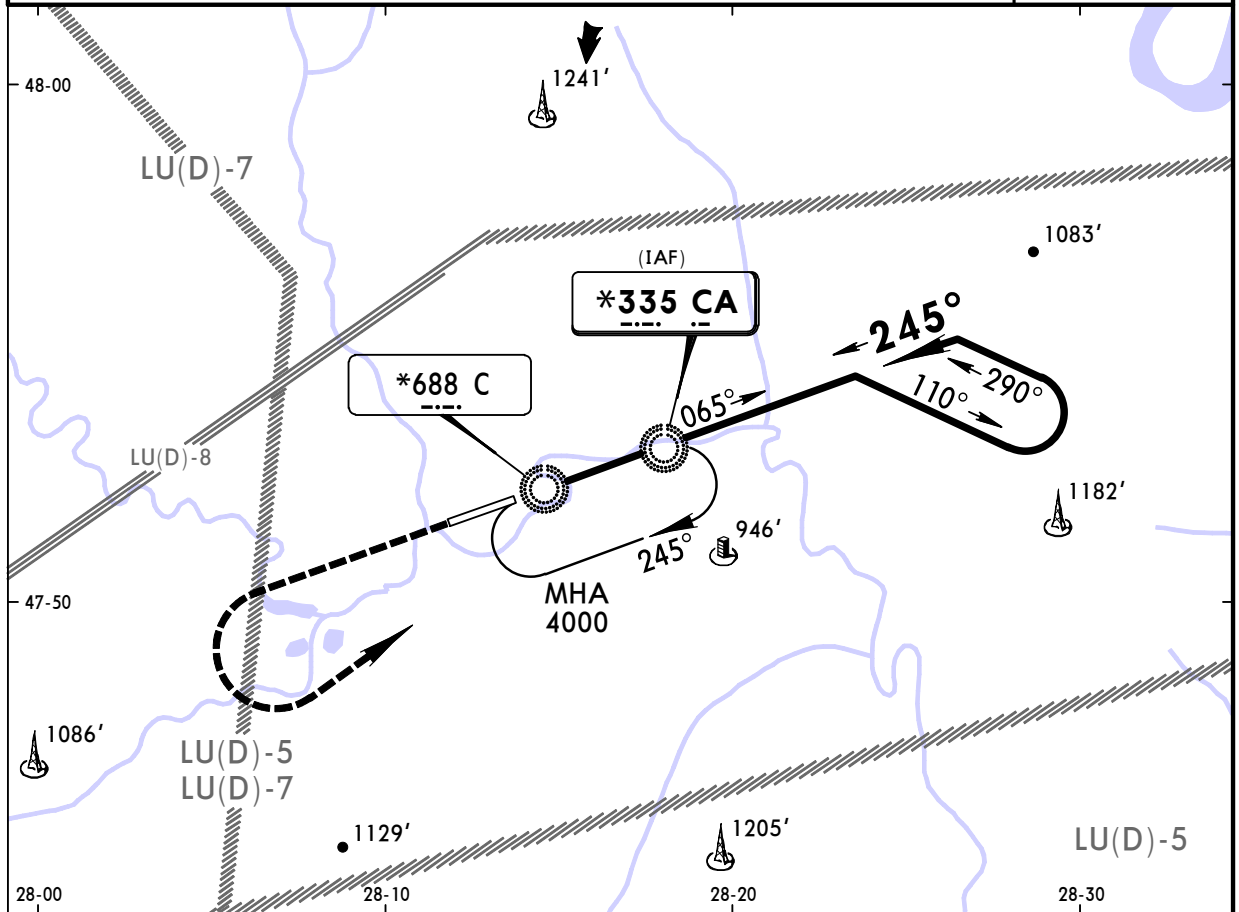 48-00
1241′
LU(D)-7
1083′
(IAF)
*335 CA
245°
*688 C
065°
110°
290°
LU(D)-8
1182′
946′
245°
47-50
MHA
4000
1086′
LU(D)-5
LU(D)-7
1129′
1205′
LU(D)-5
28-00
28-10
28-20
28-30